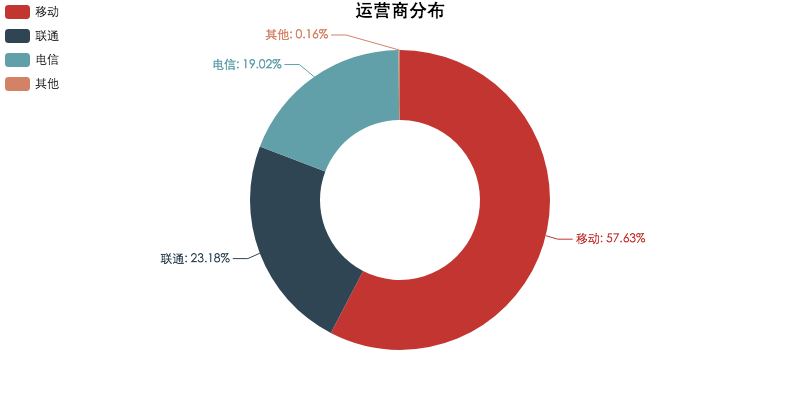 运营商分布
移动
联通
电信
其他
其他: 0.16%
电信: 19.02%
移动: 57.63%
联通: 23.18%